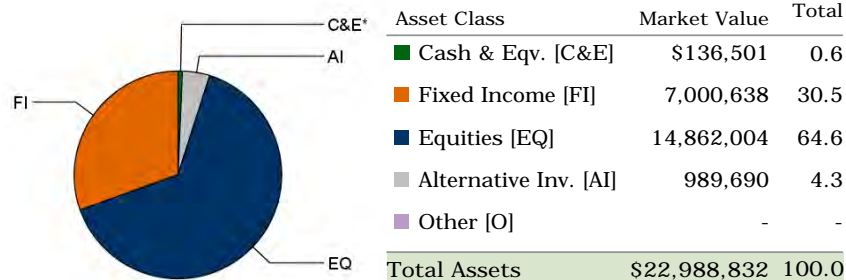 C&E*
AI
FI
EQ
Asset Class Market Value Total
Cash & Eqv. [C&E] $136,501 0.6
Fixed Income [FI] 7,000,638 30.5
Equities [EQ] 14,862,004 64.6
Alternative Inv. [AI] 989,690 4.3
Other [O] - -
Total Assets $22,988,832 100.0